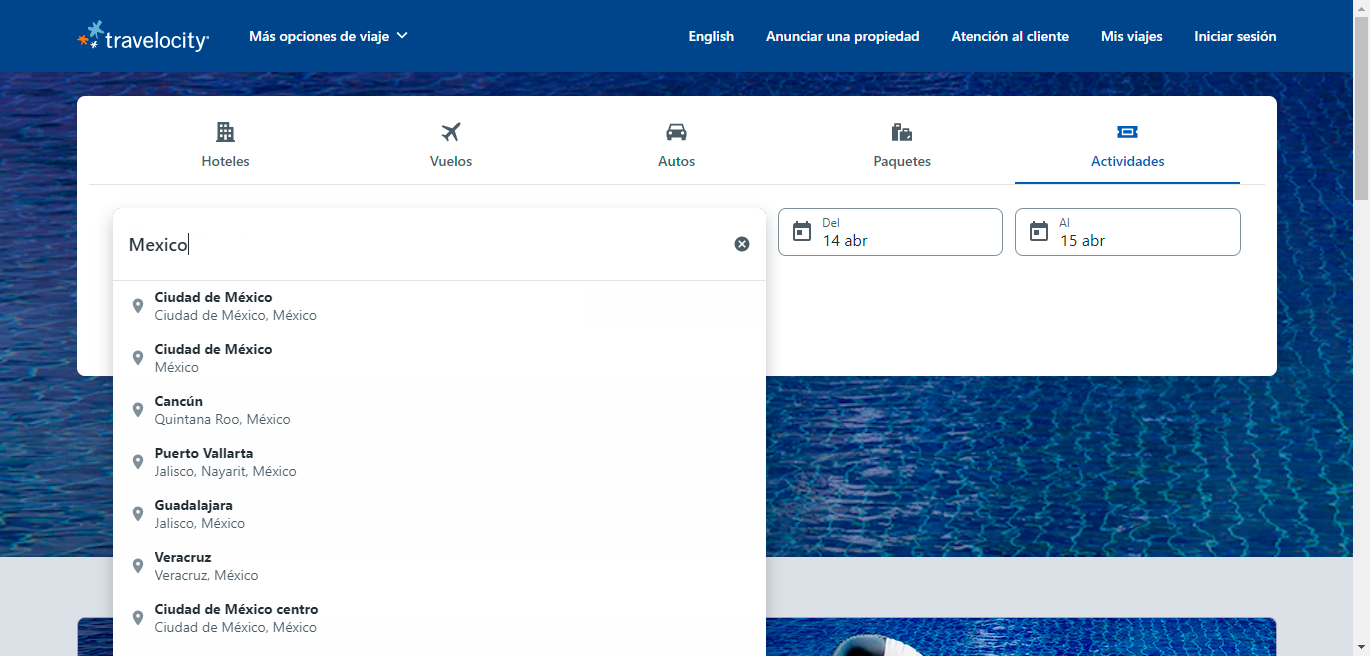 travelocity
Más opciones de viaje
English
Anunciar una propiedad
Atención al cliente
Mis viajes
Iniciar sesión
Hoteles
Vuelos
Autos
Paquetes
Actividades
Mexico
Del
14 abr
Al
15 abr
Ciudad de México
Ciudad de México, México
Ciudad de México
México
Cancún
Quintana Roo, México
Puerto Vallarta
Jalisco, Nayarit, México
Guadalajara
Jalisco, México
Veracruz
Veracruz, México
Ciudad de México centro
Ciudad de México, México